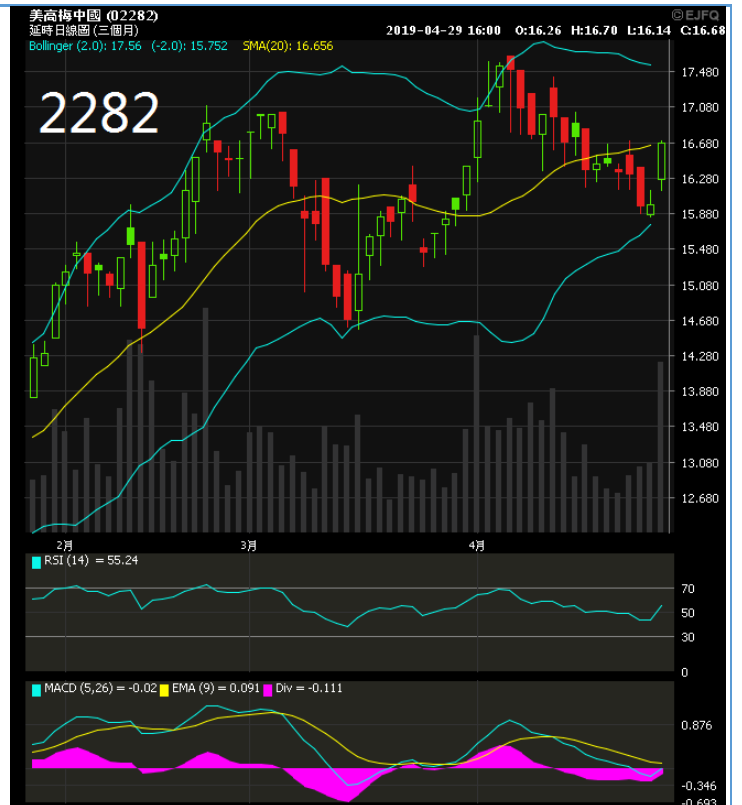 美高梅中國 (02282)
©EJFQ
延時日線圖 (三個月)
2019-04-29 16:00 O:16.26 H:16.70 L:16.14 C:16.68
Bollinger (2.0): 17.56 (-2.0): 15.752 SMA(20): 16.656
2282
17.480
17.080
16.680
16.280
15.880
15.480
15.080
14.680
14.280
13.880
13.480
13.080
12.680
2月 3月 4月
RSI (14) = 55.24
70
50
30
0
MACD (5,26) = -0.02 EMA (9) = 0.091 Div = -0.111
0.876
-0.346
-0.693